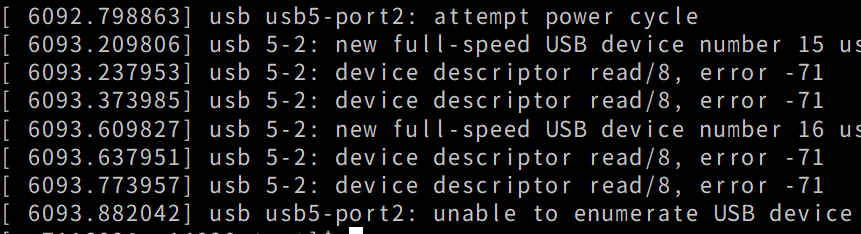 [ 6092.798863] usb usb5-port2: attempt power cycle
[ 6093.209806] usb 5-2: new full-speed USB device number 15 us
[ 6093.237953] usb 5-2: device descriptor read/8, error -71
[ 6093.373985] usb 5-2: device descriptor read/8, error -71
[ 6093.609827] usb 5-2: new full-speed USB device number 16 us
[ 6093.637951] usb 5-2: device descriptor read/8, error -71
[ 6093.773957] usb 5-2: device descriptor read/8, error -71
[ 6093.882042] usb usb5-port2: unable to enumerate USB device